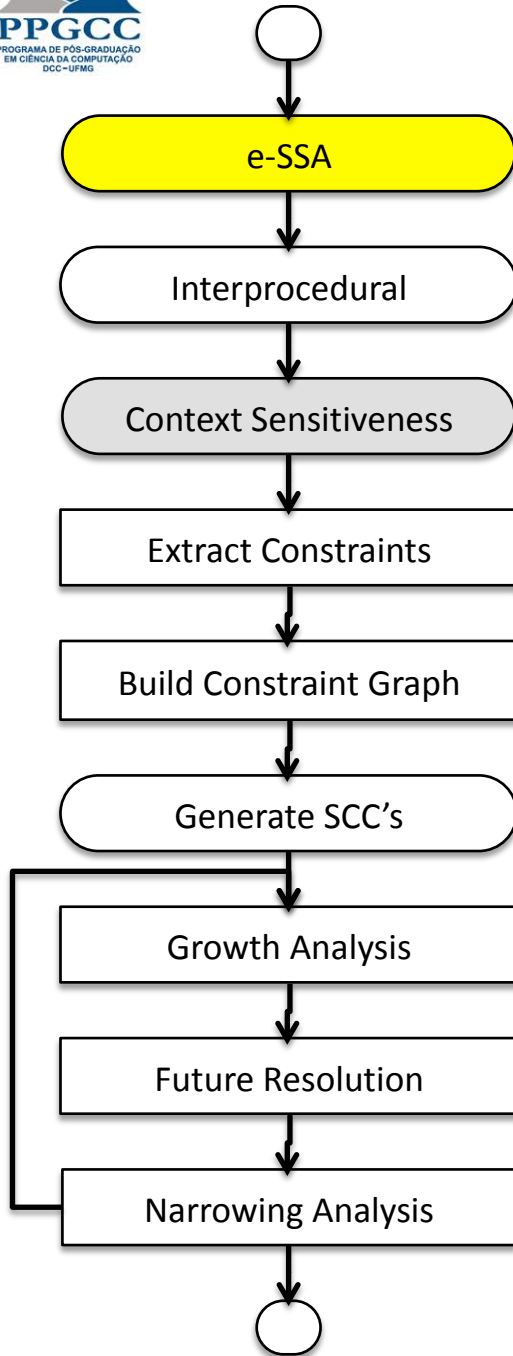 PPGCC
PROGRAMA DE PÓS-GRADUAÇÃO
EM CIÊNCIA DA COMPUTAÇÃO
DCC-UFMG
e-SSA
Interprocedural
Context Sensitiveness
Extract Constraints
Build Constraint Graph
Generate SCC’s
Growth Analysis
Future Resolution
Narrowing Analysis